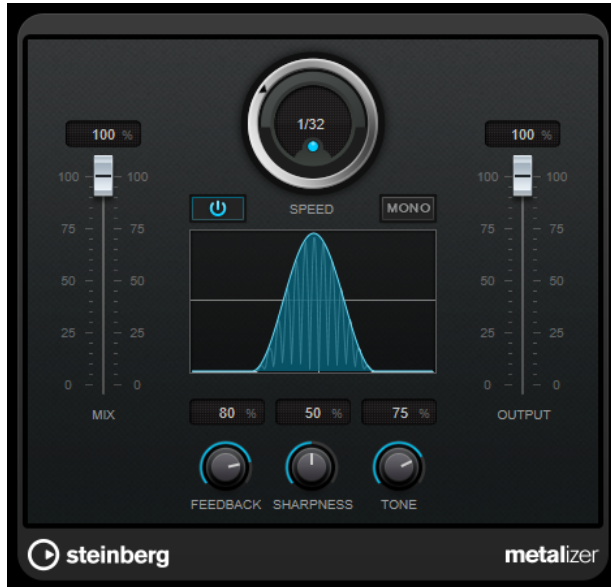 1/32
100 %
100 %
100 100
100 100
SPEED
MONO
75 75
75 75
50 50
50 50
25 25
25 25
0 0
0 0
80 %
50 %
75 %
MIX
OUTPUT
FEEDBACK
SHARPNESS
TONE
steinberg
metalizer